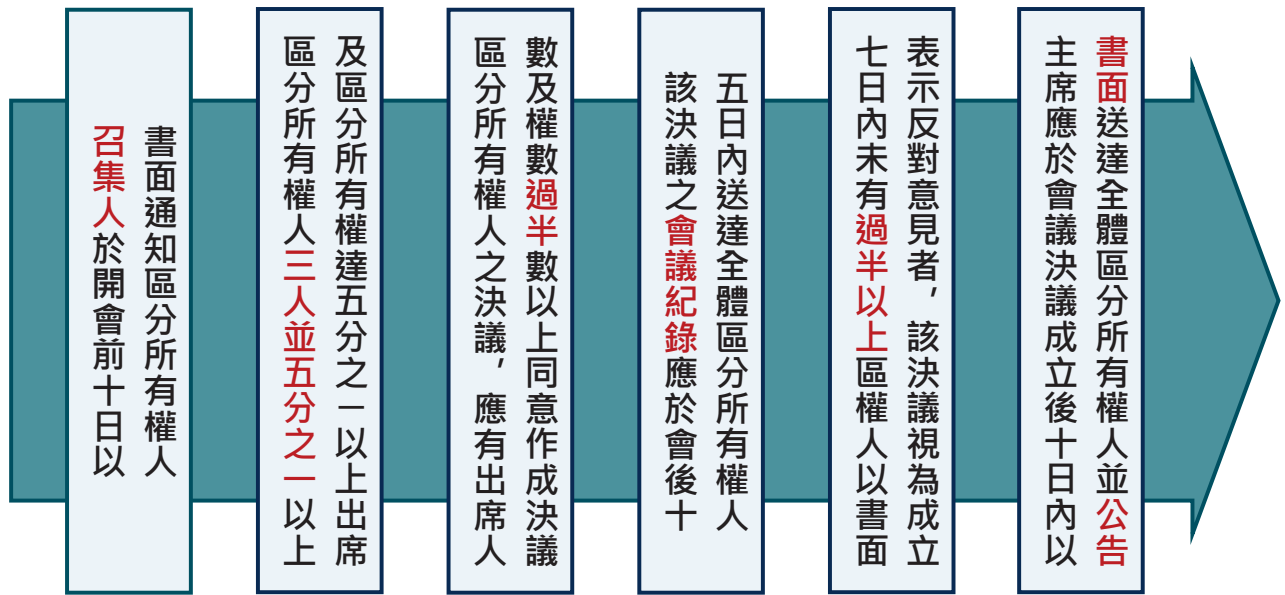 召集人於開會前十日以
書面通知區分所有權人
區分所有權人三人並五分之一以上
及區分所有權達五分之一以上出席
區分所有權人之決議，應有出席人
數及權數過半數以上同意作成決議
該決議之會議紀錄應於會後十
五日內送達全體區分所有權人
七日內未有過半以上區權人以書面
表示反對意見者，該決議視為成立
主席應於會議決議成立後十日內以
書面送達全體區分所有權人並公告